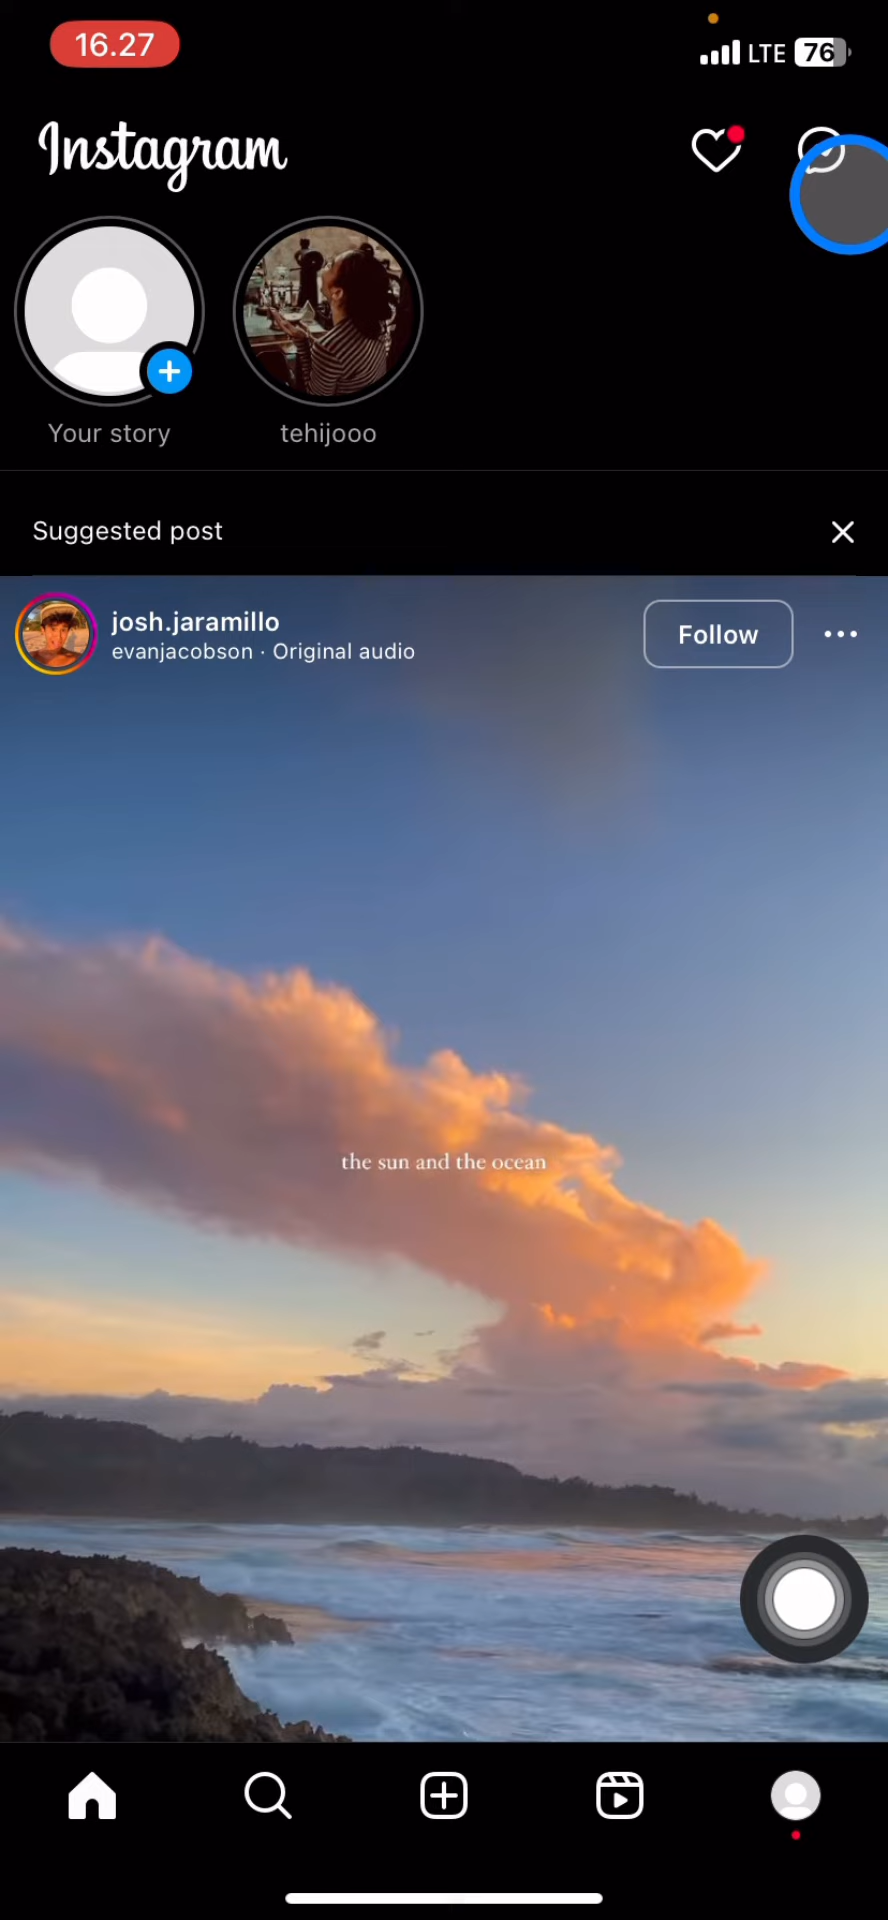 16.27
LTE 76
Instagram
Your story
tehijooo
Suggested post
josh.jaramillo
evanjacobson · Original audio
Follow
the sun and the ocean